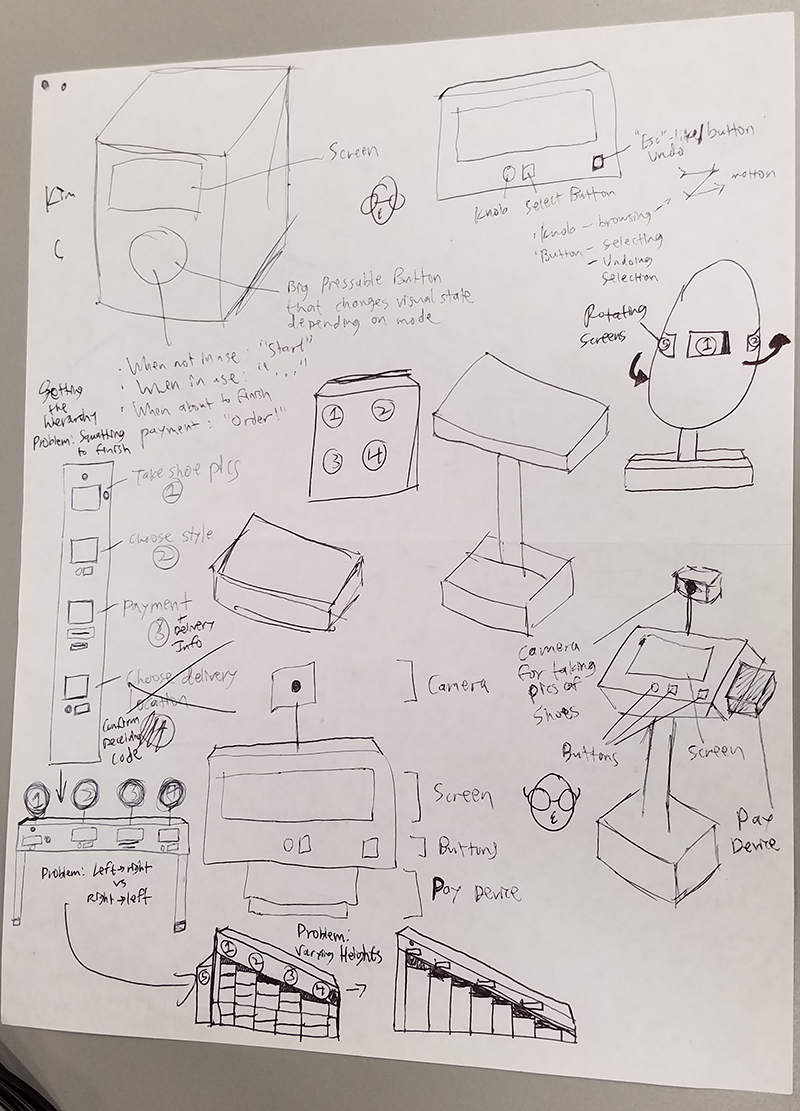 Kim
C
Screen
Big Pressable Button
that changes visual state
depending on mode
· When not in use: "Start"
· When in use: "..."
· When about to finish
payment: "Order!"
"Esc"-like button
Undo
Knob
Select Button
motion
· Knob - browsing
· Button - Selecting
- Undoing
Selection
Rotating
Screens
5
1
2
Setting
the
hierarchy
Problem: Squatting
to finish
Take shoe pics
1
Choose style
2
Payment
3
+
Delivery
Info
Choose delivery
location
Confirm
Receiving
Code
1
2
3
4
Camera
for taking
pics of
Shoes
Buttons
Screen
Pay
Device
Camera
Screen
Buttons
Pay Device
1
2
3
4
Problem: Left→right
vs
Right→left
Problem:
Varying Heights
5
1
2
3
4